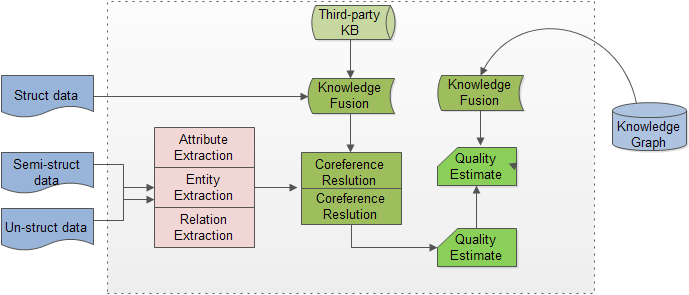 Third-party
KB
Struct data
Knowledge
Fusion
Knowledge
Fusion
Knowledge
Graph
Attribute
Extraction
Semi-struct
data
Entity
Extraction
Coreference
Reslution
Coreference
Reslution
Quality
Estimate
Un-struct data
Relation
Extraction
Quality
Estimate